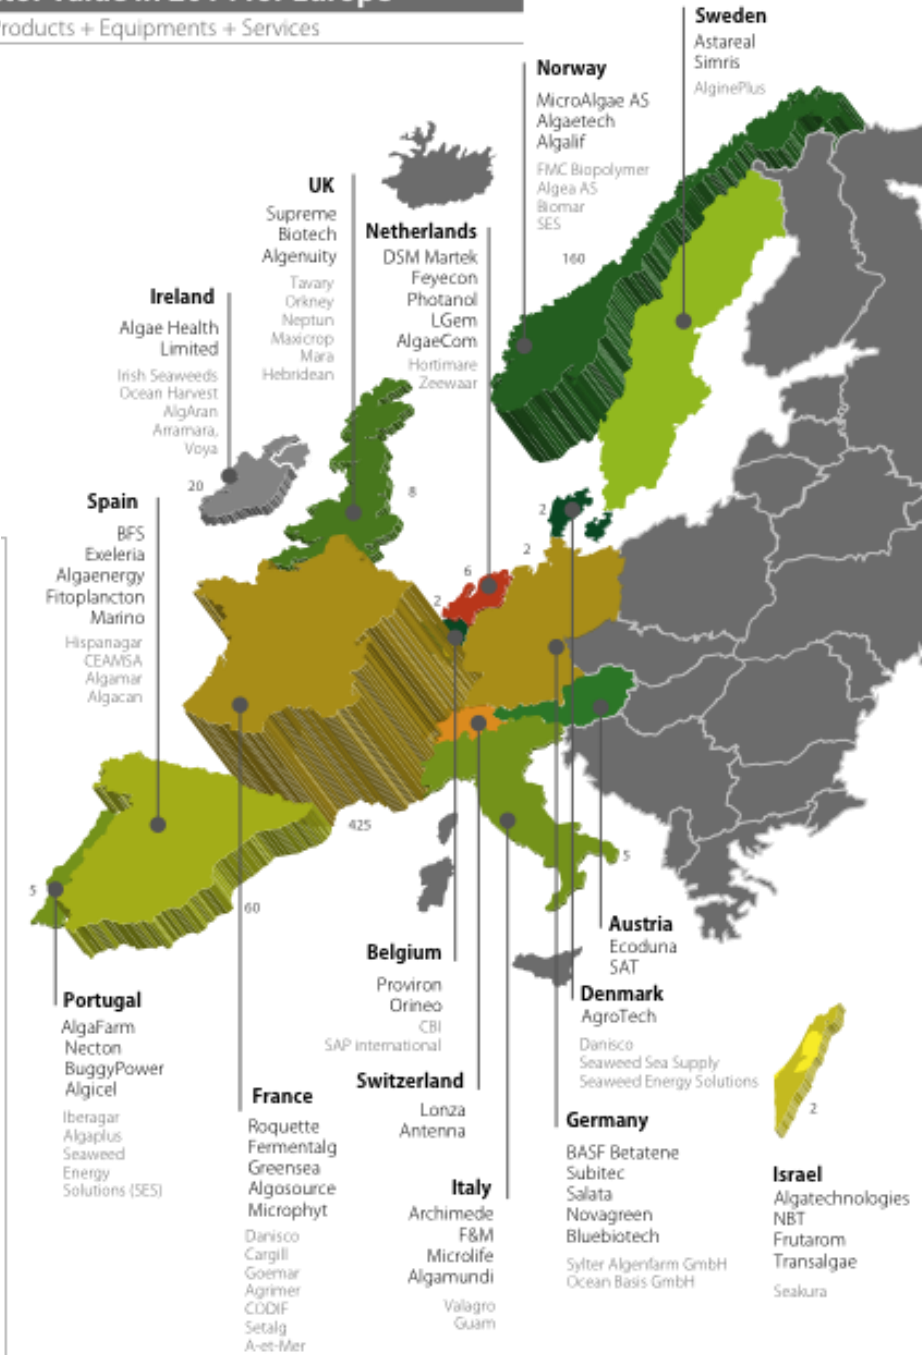 Value in 2014 for Europe
Products + Equipments + Services
Sweden
Astareal
Simris
AlginePlus
Norway
MicroAlgae AS
Algaetech
Algalif
FMC Biopolymer
Algea AS
Biomar
SES
160
UK
Supreme
Biotech
Algenuity
Tavary
Orkney
Neptun
Maxicrop
Mara
Hebridean
8
Netherlands
DSM Martek
Feyecon
Photanol
LGem
AlgaeCom
Hortimare
Zeewaar
6
Ireland
Algae Health
Limited
Irish Seaweeds
Ocean Harvest
AlgAran
Arramara,
Voya
20
Spain
BFS
Exeleria
Algaenergy
Fitoplancton
Marino
Hispanagar
CEAMSA
Algamar
Algacan
60
2
2
2
425
5
5
Portugal
AlgaFarm
Necton
BuggyPower
Algicel
Iberagar
Algaplus
Seaweed
Energy
Solutions (SES)
France
Roquette
Fermentalg
Greensea
Algosource
Microphyt
Danisco
Cargill
Goemar
Agrimer
CODIF
Setalg
A-et-Mer
Belgium
Proviron
Orineo
CBI
SAP international
Switzerland
Lonza
Antenna
Italy
Archimede
F&M
Microlife
Algamundi
Valagro
Guam
Austria
Ecoduna
SAT
Denmark
AgroTech
Danisco
Seaweed Sea Supply
Seaweed Energy Solutions
Germany
BASF Betatene
Subitec
Salata
Novagreen
Bluebiotech
Sylter Algenfarm GmbH
Ocean Basis GmbH
2
Israel
Algatechnologies
NBT
Frutarom
Transalgae
Seakura